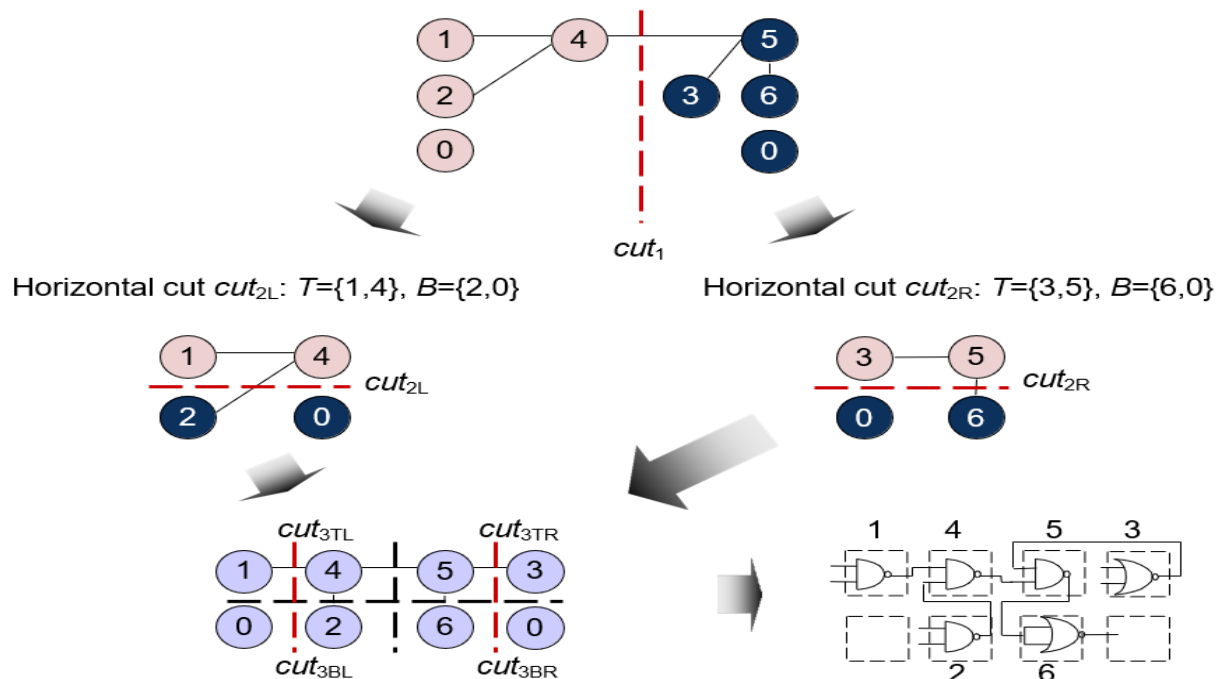 1 4 5
2 3 6
0 0
cut1
Horizontal cut cut2L: T={1,4}, B={2,0}
Horizontal cut cut2R: T={3,5}, B={6,0}
1 4
cut2L
2 0
3 5
cut2R
0 6
cut3TL cut3TR
1 4 5 3
0 2 6 0
cut3BL cut3BR
1 4 5 3
2 6